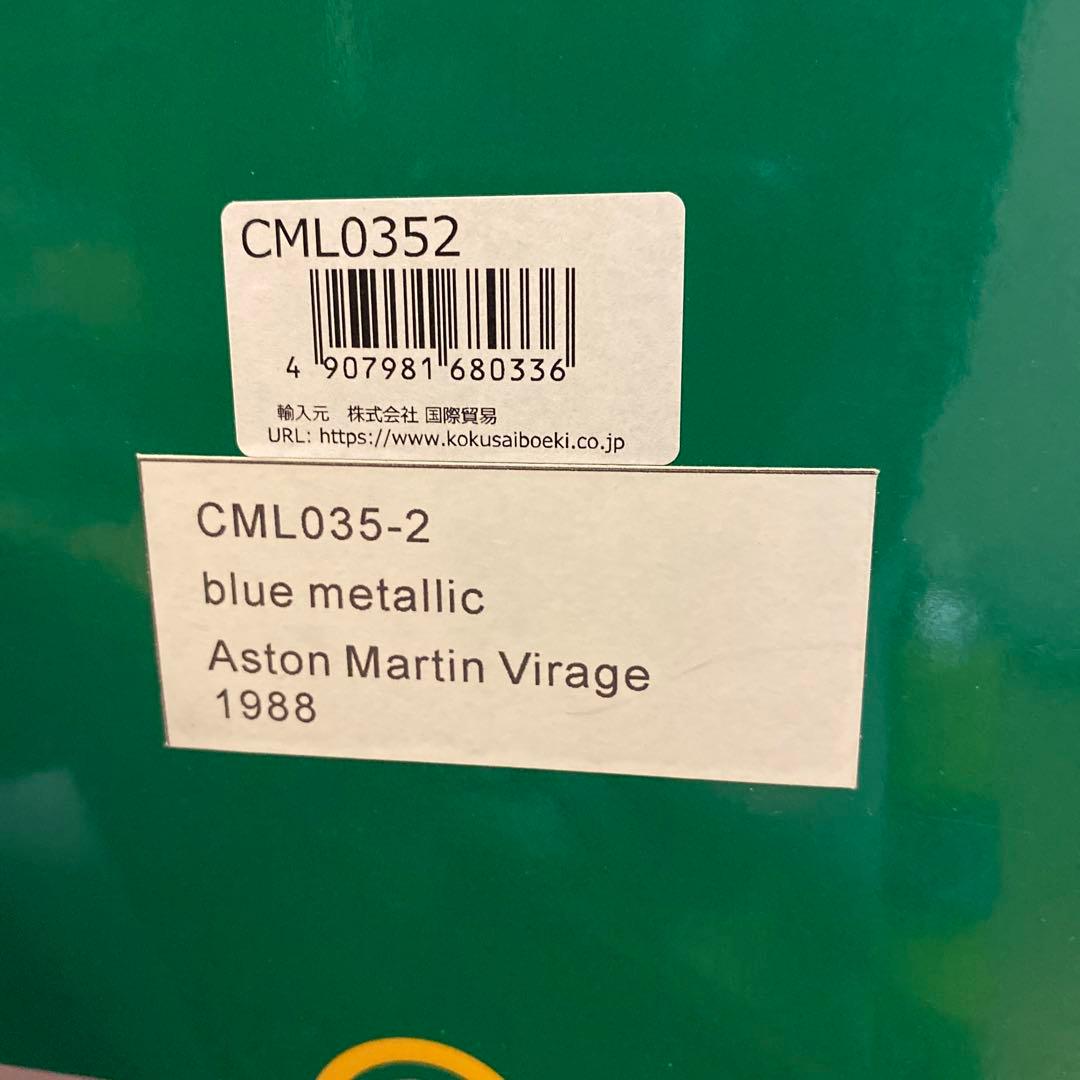 CML0352
4 907981 680336
輸入元 株式会社 国際貿易
URL: https://www.kokusaiboeki.co.jp
CML035-2
blue metallic
Aston Martin Virage
1988